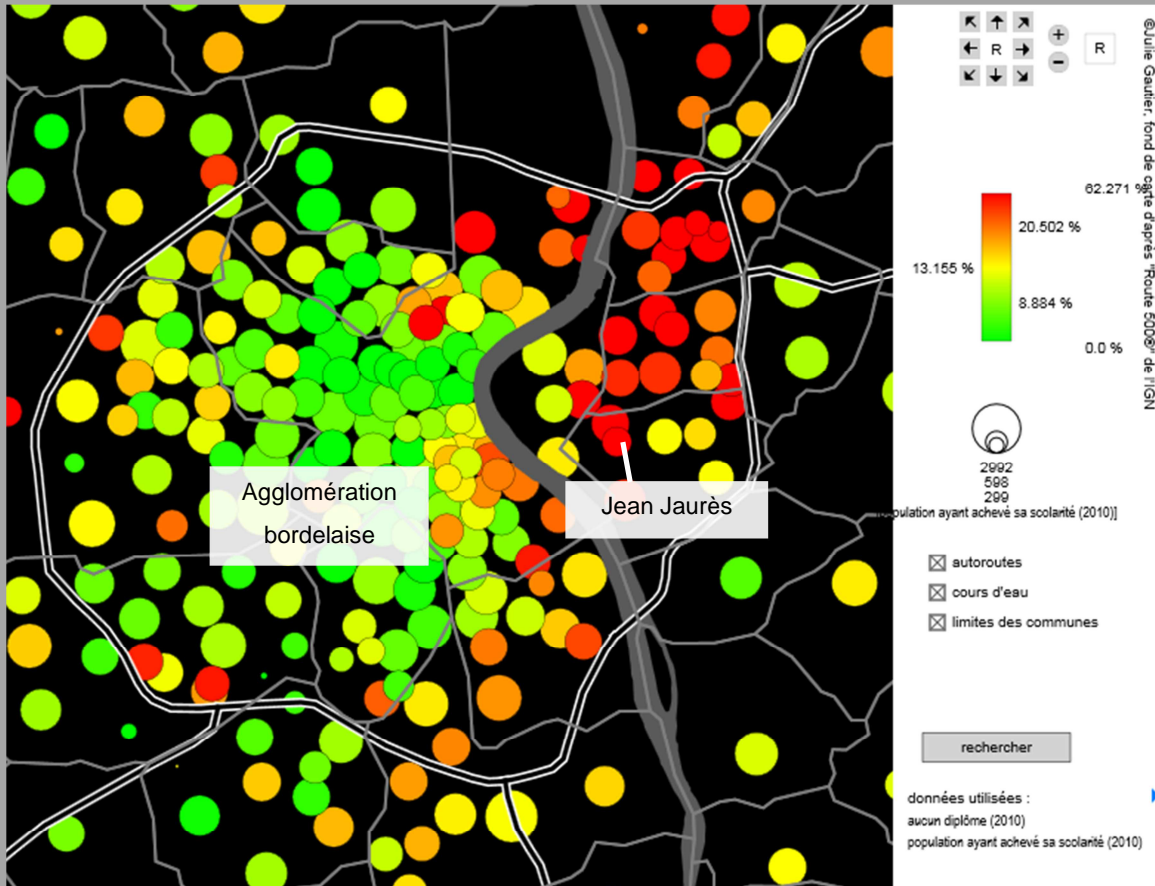 Agglomération
bordelaise
Jean Jaurès
R
+
−
R
©Julie Gautier, fond de carte d'après "Route 500®" de l'IGN
62.271 %
20.502 %
13.155 %
8.884 %
0.0 %
2992
598
299
population ayant achevé sa scolarité (2010)]
autoroutes
cours d'eau
limites des communes
rechercher
données utilisées :
aucun diplôme (2010)
population ayant achevé sa scolarité (2010)